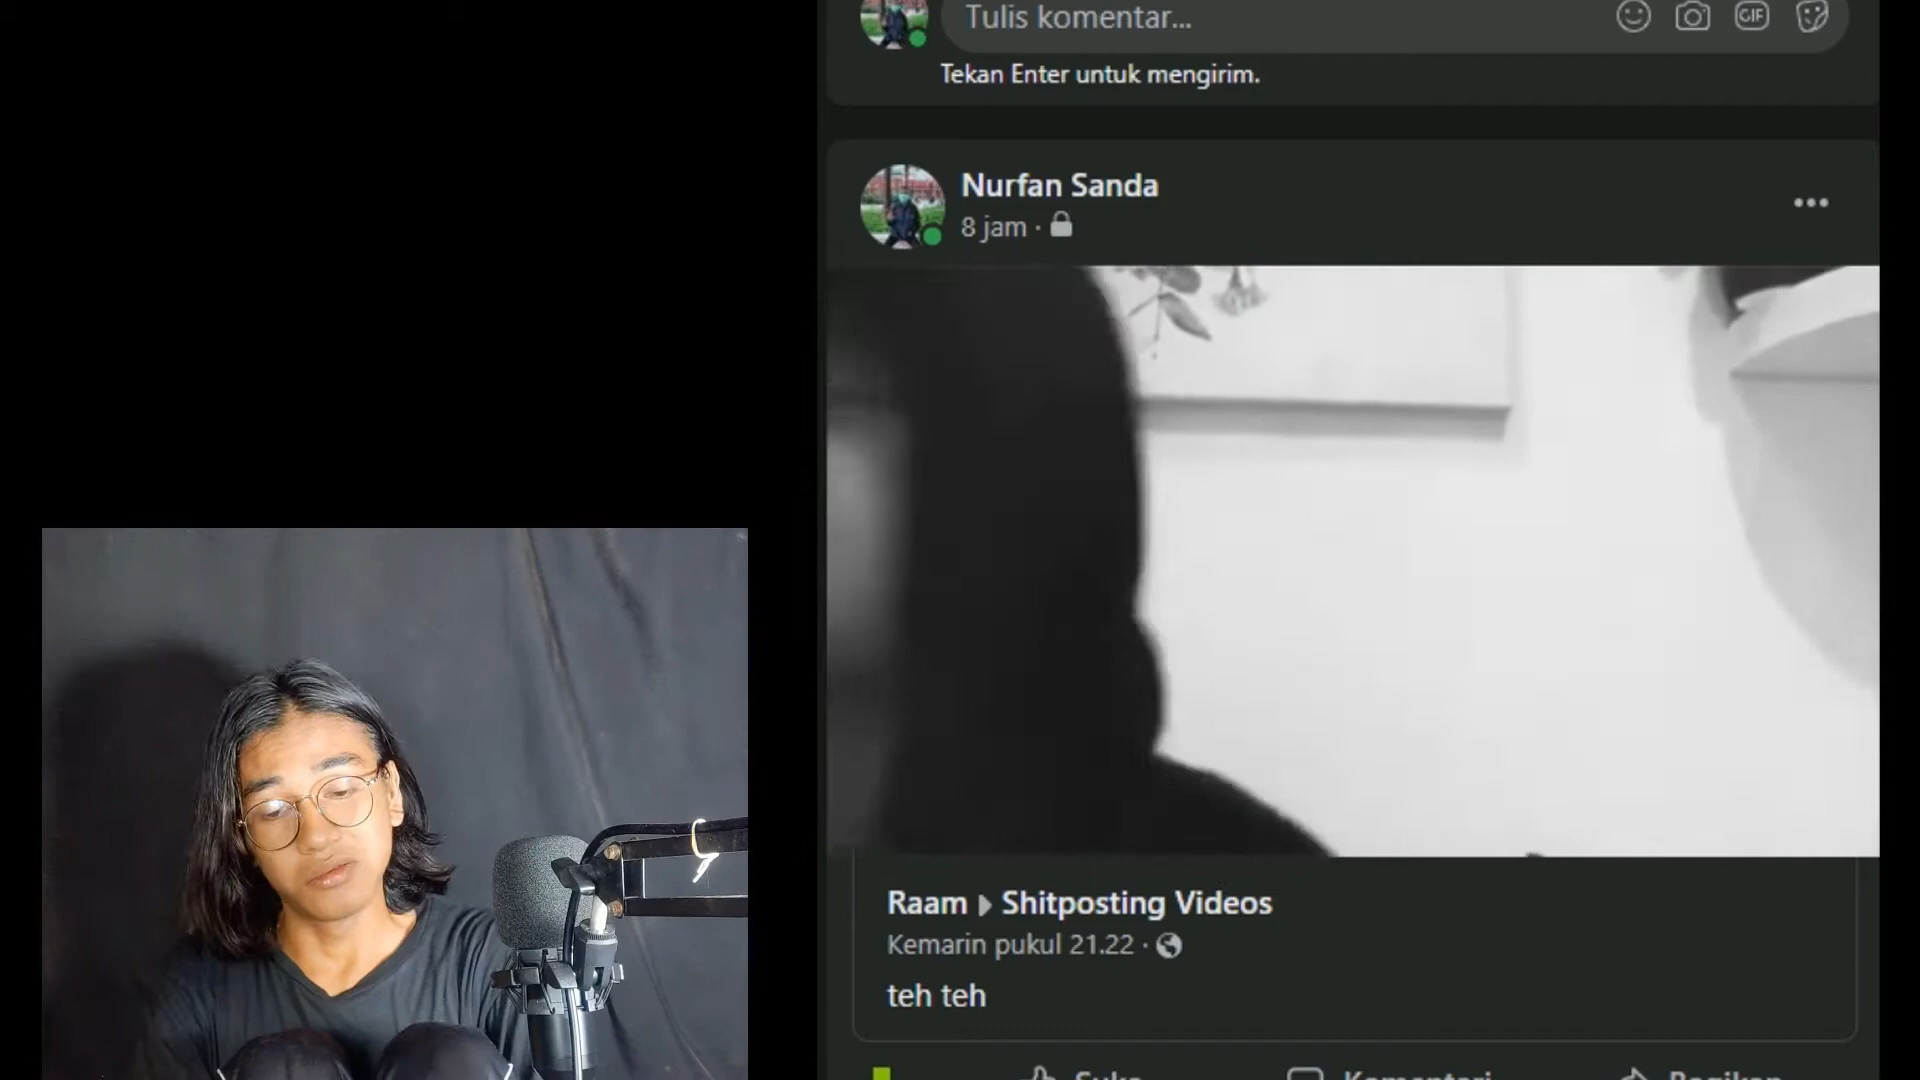 Tulis komentar...
GIF
Tekan Enter untuk mengirim.
Nurfan Sanda
8 jam ·
Raam ▸ Shitposting Videos
Kemarin pukul 21.22 ·
teh teh
Suka
Komentari
Bagikan